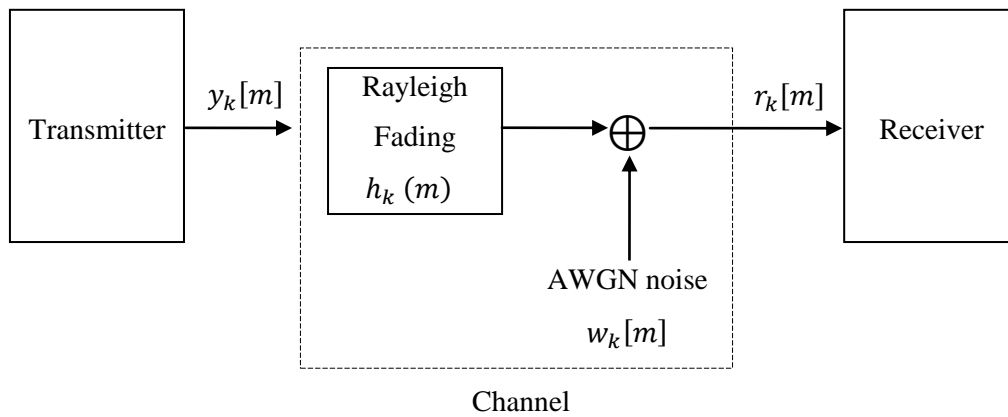 Transmitter
y_k[m]
Rayleigh
Fading
h_k (m)
AWGN noise
w_k[m]
r_k[m]
Receiver
Channel